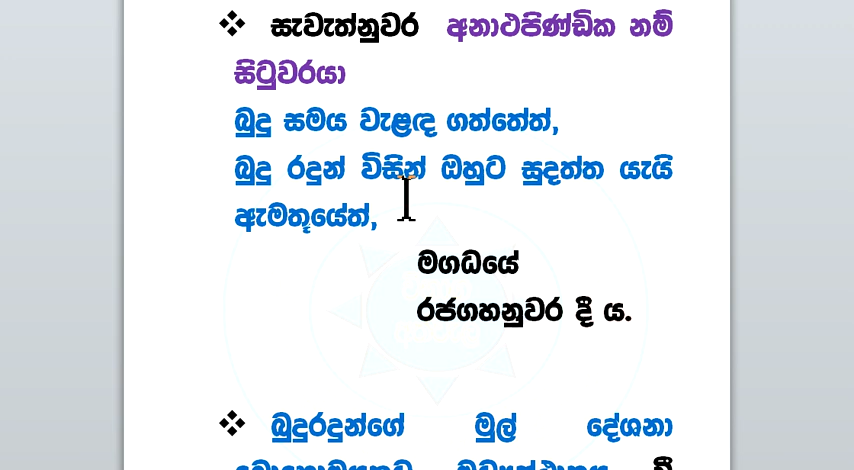 ❖ සැවැත්නුවර අනාථපිණ්ඩික නම්
සිටුවරයා
බුදු සමය වැළඳ ගත්තේත්,
බුදු රදුන් විසින් ඔහුට සුදත්ත යැයි
ඇමතූයේත්,
මගධයේ
රජගහනුවර දී ය.
❖ බුදුරදුන්ගේ මුල් දේශනා